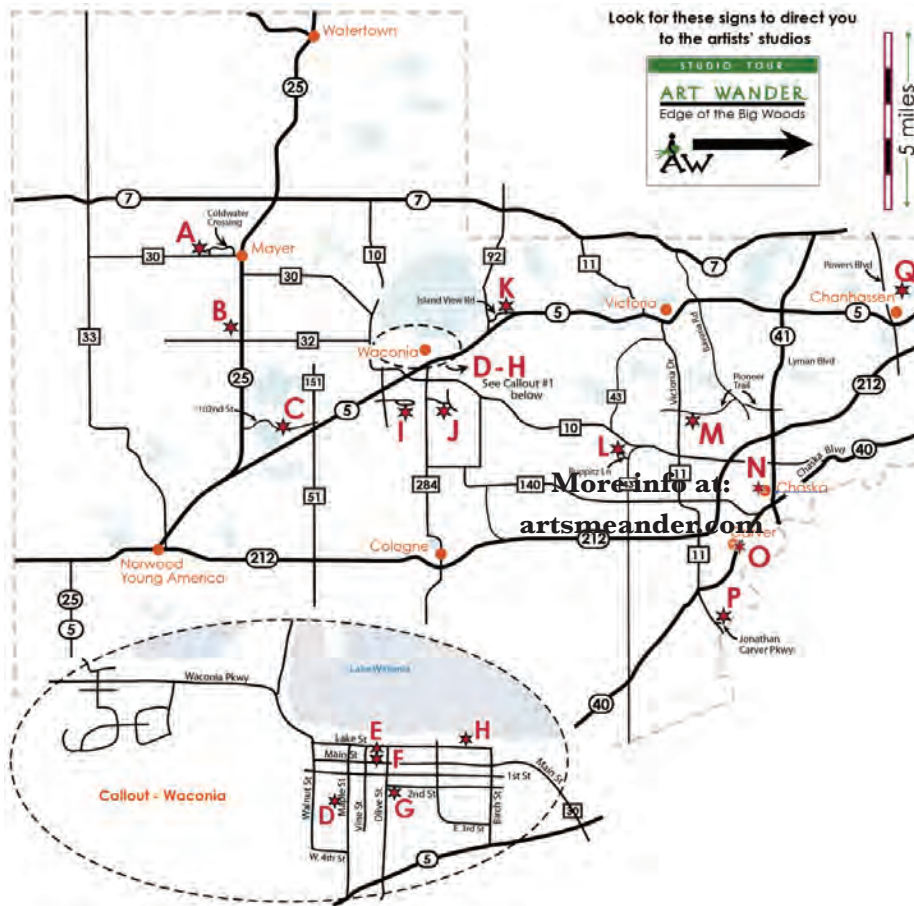 Look for these signs to direct you
to the artists' studios
STUDIO TOUR
ART WANDER
Edge of the Big Woods
AW
5 miles
Watertown
25
7
7
Coldwater
Crossing
A
30
Mayer
30
10
92
11
7
Powers Blvd
Q
Chanhassen
K
Island View Rd
5
Victoria
5
41
B
33
32
Waconia
D - H
See Callout #1
below
Bavaria Rd
Lyman Blvd
25
151
212
43
Victoria Dr
Pioneer
Trail
C
5
I
J
10
M
L
40
Chaska Blvd
N
Chaska
51
284
140
11
More info at:
artsmeander.com
Carver
O
Norwood
Young America
212
Cologne
212
11
25
5
P
Jonathan
Carver Pkwy
40
Waconia Pkwy
E
H
Lake St
Main St
F
Main St
1st St
Callout - Waconia
Walnut St
D
Maple St
Vine St
Olive St
G
2nd St
Birch St
E 3rd St
30
W. 4th St
5